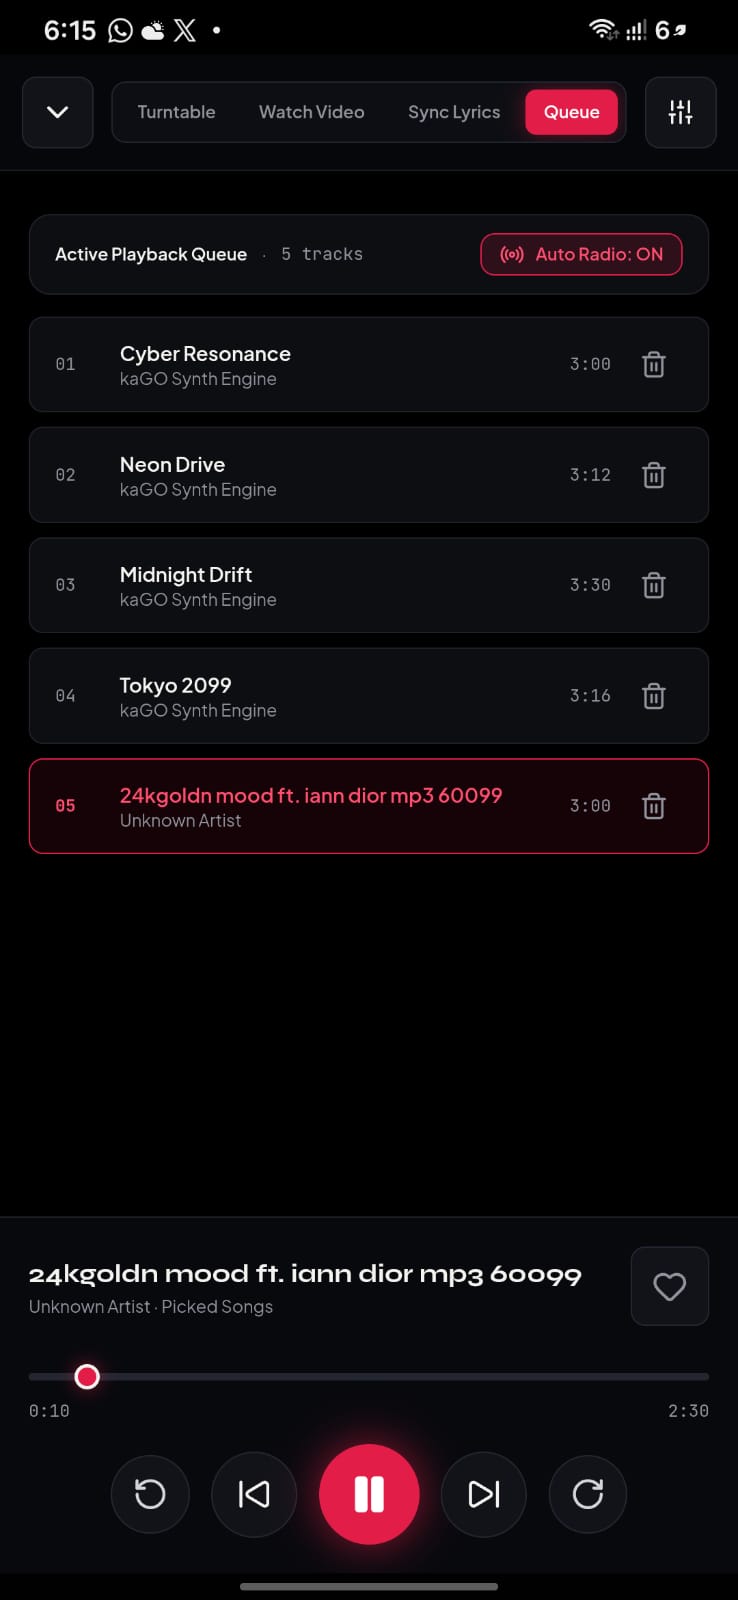 6:15
6
Turntable
Watch Video
Sync Lyrics
Queue
Active Playback Queue · 5 tracks
Auto Radio: ON
01
Cyber Resonance
kaGO Synth Engine
3:00
02
Neon Drive
kaGO Synth Engine
3:12
03
Midnight Drift
kaGO Synth Engine
3:30
04
Tokyo 2099
kaGO Synth Engine
3:16
05
24kgoldn mood ft. iann dior mp3 60099
Unknown Artist
3:00
24kgoldn mood ft. iann dior mp3 60099
Unknown Artist · Picked Songs
0:10
2:30